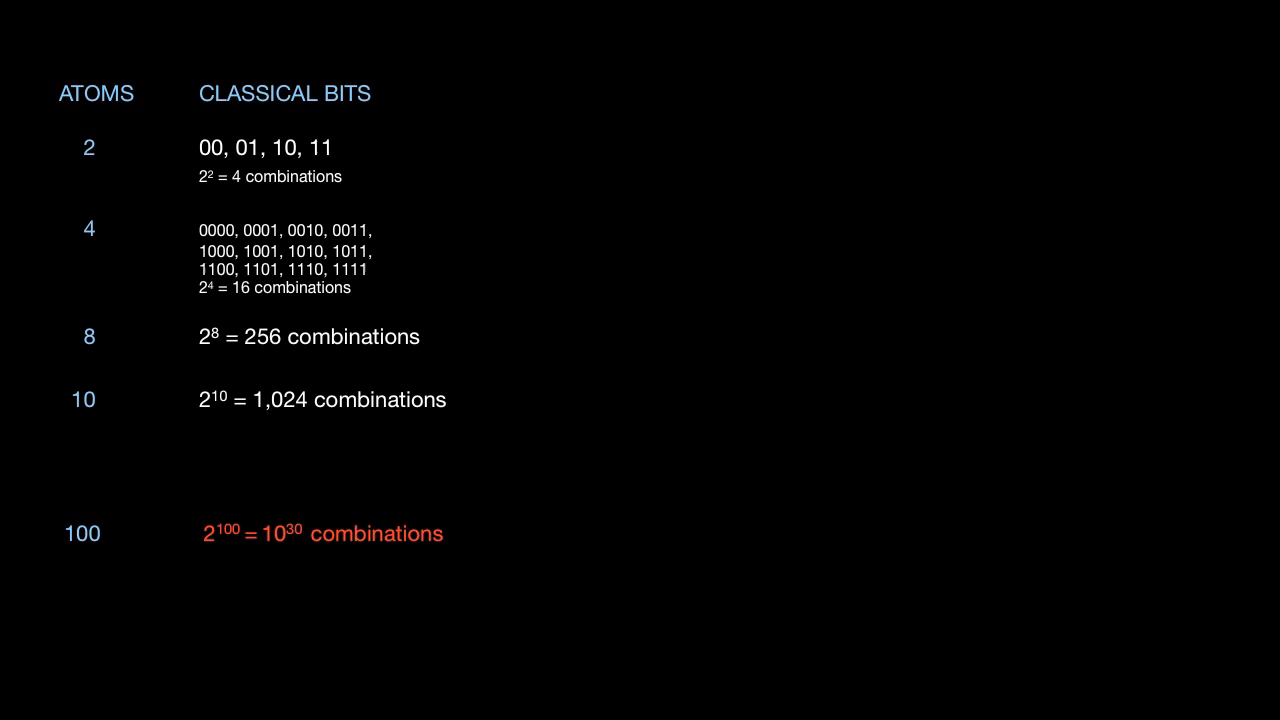 ATOMS CLASSICAL BITS
2 00, 01, 10, 11
2² = 4 combinations
4 0000, 0001, 0010, 0011,
1000, 1001, 1010, 1011,
1100, 1101, 1110, 1111
2⁴ = 16 combinations
8 2⁸ = 256 combinations
10 2¹⁰ = 1,024 combinations
100 2¹⁰⁰ = 10³⁰ combinations